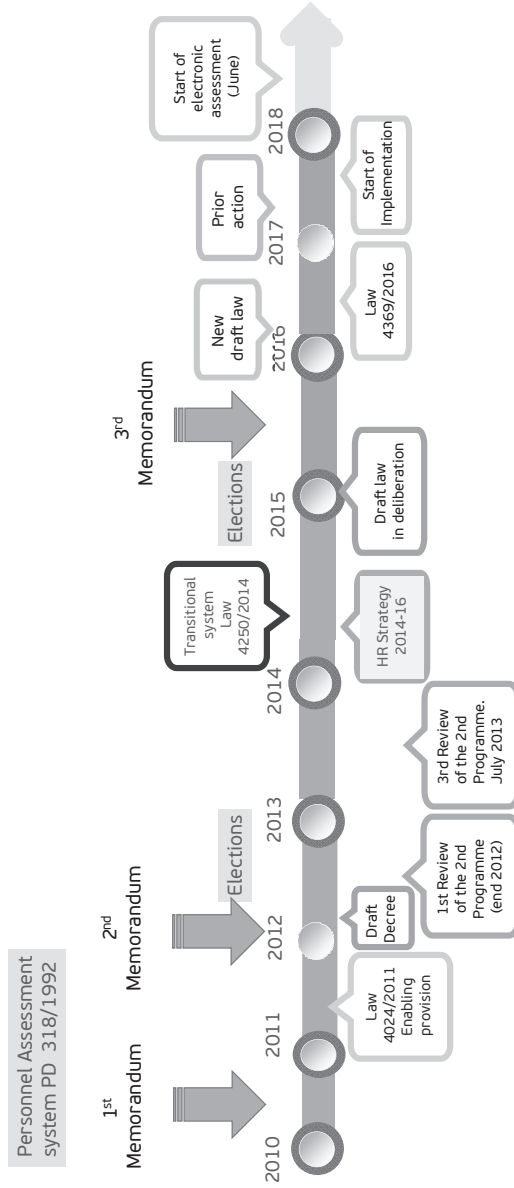 Personnel Assessment
system PD 318/1992
1st
Memorandum
2nd
Memorandum
3rd
Memorandum
Elections
Elections
Transitional
system
Law
4250/2014
New
draft law
Prior
action
Start of
electronic
assessment
(June)
2010
2011
2012
2013
2014
2015
2016
2017
2018
Law
4024/2011
Enabling
provision
Draft
Decree
1st Review
of the 2nd
Programme
(end 2012)
3rd Review
of the 2nd
Programme.
July 2013
HR Strategy
2014-16
Draft law
in deliberation
Law
4369/2016
Start of
Implementation